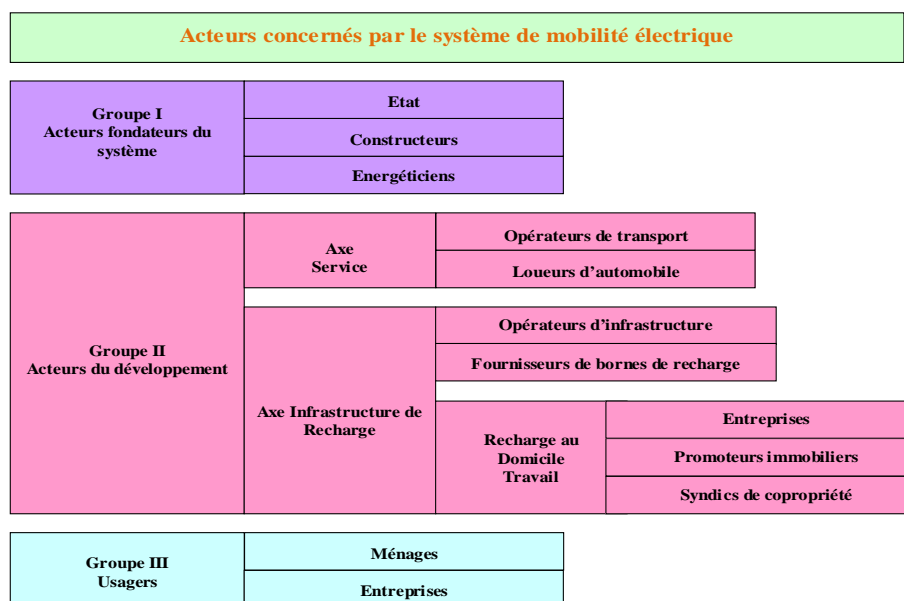 Acteurs concernés par le système de mobilité électrique
Groupe I
Acteurs fondateurs du
système
Etat
Constructeurs
Energéticiens
Groupe II
Acteurs du développement
Axe
Service
Opérateurs de transport
Loueurs d'automobile
Axe Infrastructure de
Recharge
Opérateurs d'infrastructure
Fournisseurs de bornes de recharge
Recharge au
Domicile
Travail
Entreprises
Promoteurs immobiliers
Syndics de copropriété
Groupe III
Usagers
Ménages
Entreprises